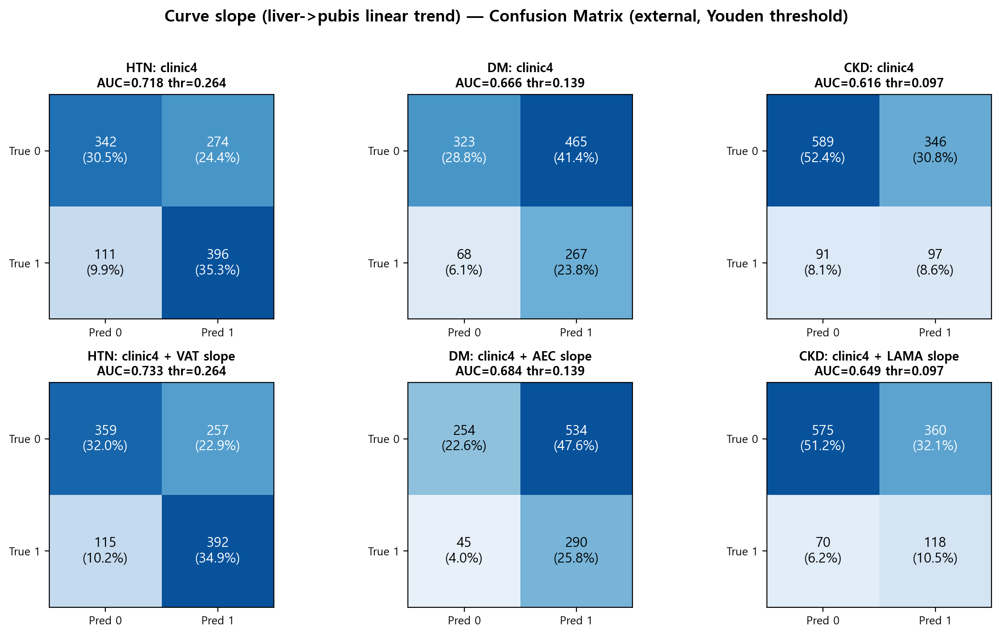 Curve slope (liver->pubis linear trend) — Confusion Matrix (external, Youden threshold)
HTN: clinic4
AUC=0.718 thr=0.264
True 0
342
(30.5%)
274
(24.4%)
True 1
111
(9.9%)
396
(35.3%)
Pred 0
Pred 1
DM: clinic4
AUC=0.666 thr=0.139
True 0
323
(28.8%)
465
(41.4%)
True 1
68
(6.1%)
267
(23.8%)
Pred 0
Pred 1
CKD: clinic4
AUC=0.616 thr=0.097
True 0
589
(52.4%)
346
(30.8%)
True 1
91
(8.1%)
97
(8.6%)
Pred 0
Pred 1
HTN: clinic4 + VAT slope
AUC=0.733 thr=0.264
True 0
359
(32.0%)
257
(22.9%)
True 1
115
(10.2%)
392
(34.9%)
Pred 0
Pred 1
DM: clinic4 + AEC slope
AUC=0.684 thr=0.139
True 0
254
(22.6%)
534
(47.6%)
True 1
45
(4.0%)
290
(25.8%)
Pred 0
Pred 1
CKD: clinic4 + LAMA slope
AUC=0.649 thr=0.097
True 0
575
(51.2%)
360
(32.1%)
True 1
70
(6.2%)
118
(10.5%)
Pred 0
Pred 1